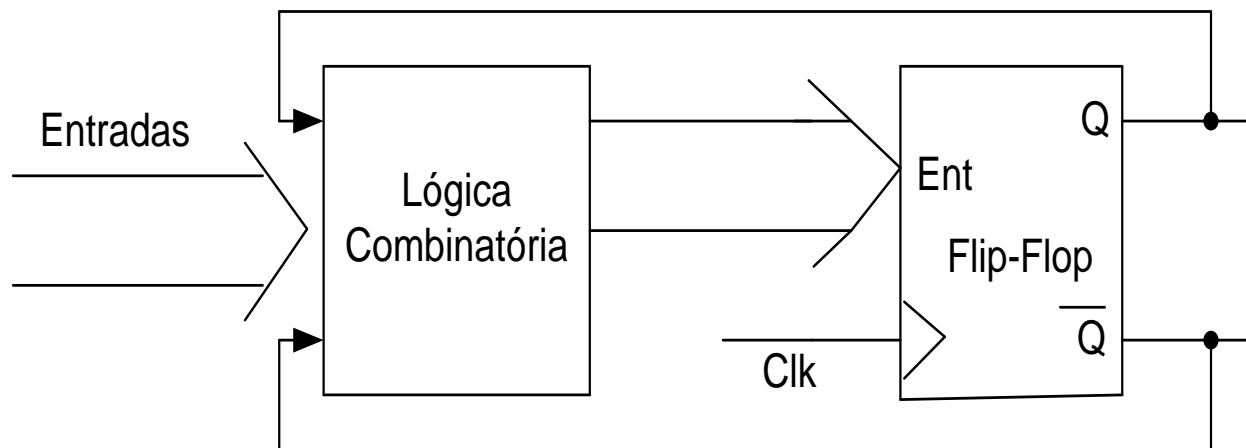 Entradas
Lógica
Combinatória
Ent
Q
Flip-Flop
Q̅
Clk